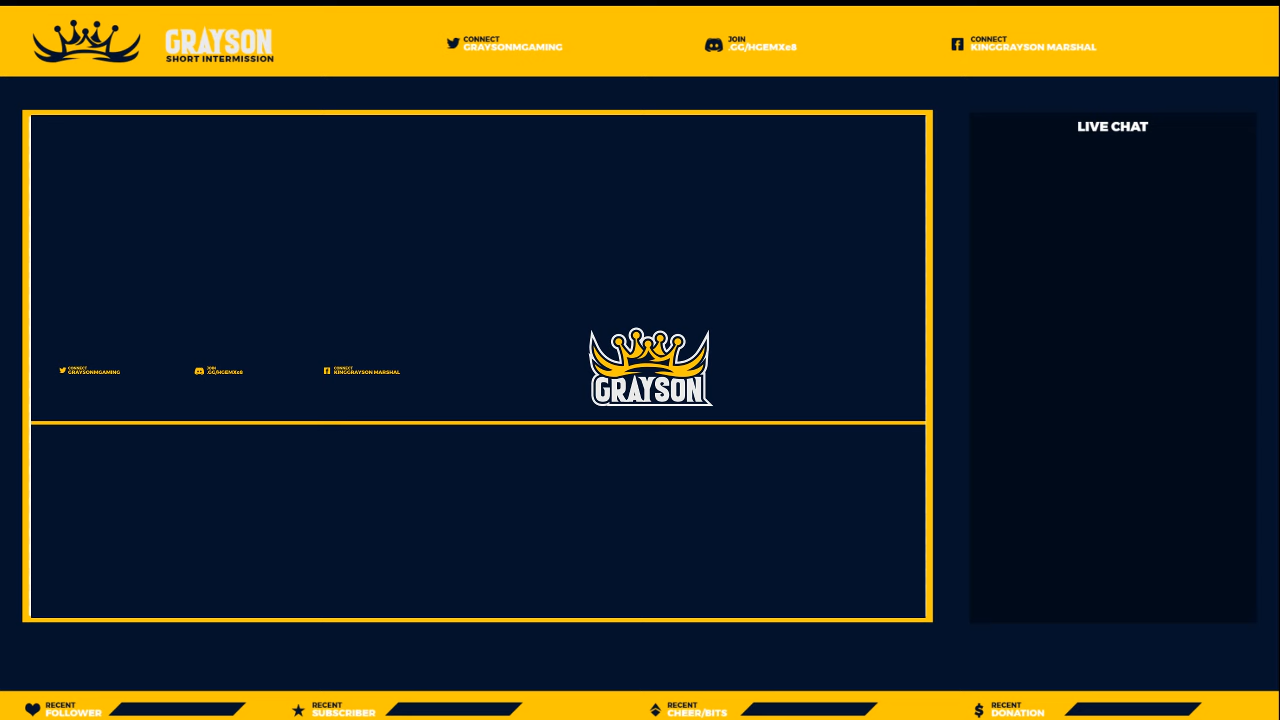 GRAYSON
SHORT INTERMISSION
CONNECT
GRAYSONMGAMING
JOIN
.GG/HGEMXe8
CONNECT
KINGGRAYSON MARSHAL
LIVE CHAT
CONNECT
GRAYSONMGAMING
JOIN
.GG/HGEMXe8
CONNECT
KINGGRAYSON MARSHAL
GRAYSON
RECENT
FOLLOWER
RECENT
SUBSCRIBER
RECENT
CHEER/BITS
RECENT
DONATION